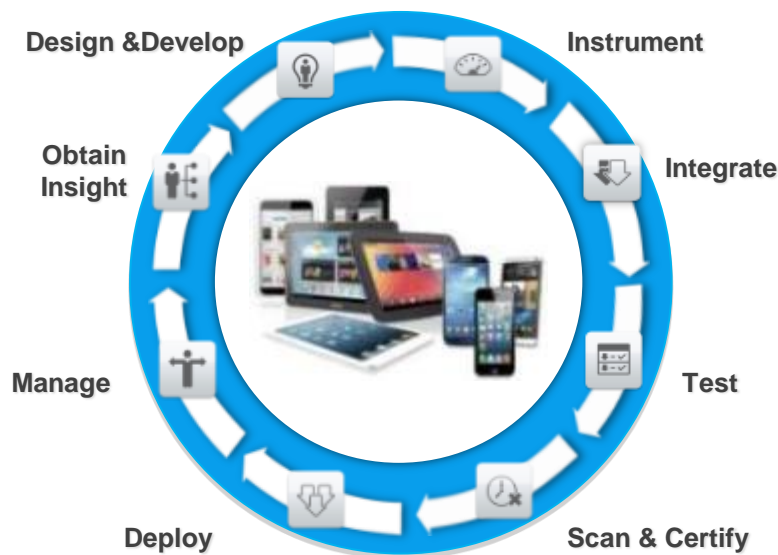 Design &Develop
Instrument
Integrate
Test
Scan & Certify
Deploy
Manage
Obtain
Insight